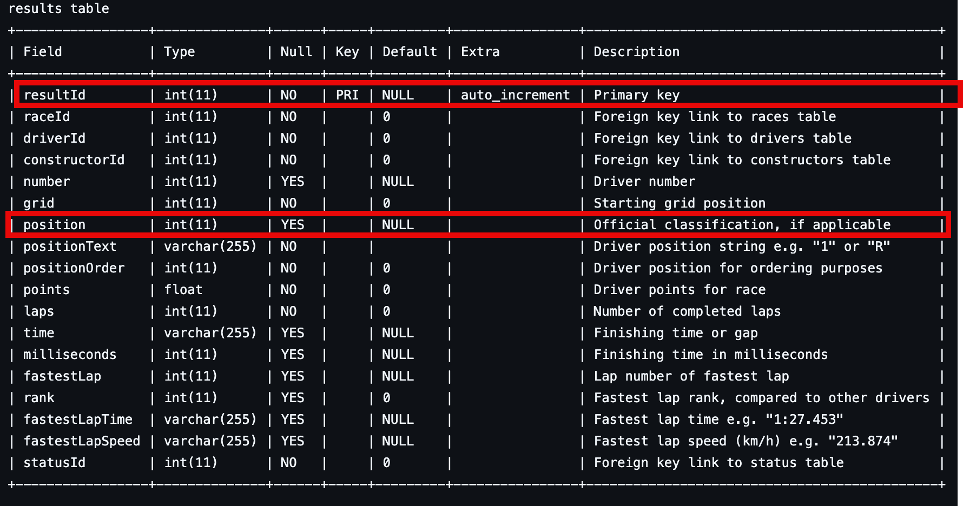 results table
+-----------------+--------------+------+-----+---------+----------------+------------------------------------------+
| Field | Type | Null | Key | Default | Extra | Description |
+-----------------+--------------+------+-----+---------+----------------+------------------------------------------+
| resultId | int(11) | NO | PRI | NULL | auto_increment | Primary key |
| raceId | int(11) | NO | | 0 | | Foreign key link to races table |
| driverId | int(11) | NO | | 0 | | Foreign key link to drivers table |
| constructorId | int(11) | NO | | 0 | | Foreign key link to constructors table |
| number | int(11) | YES | | NULL | | Driver number |
| grid | int(11) | NO | | 0 | | Starting grid position |
| position | int(11) | YES | | NULL | | Official classification, if applicable |
| positionText | varchar(255) | NO | | | | Driver position string e.g. "1" or "R" |
| positionOrder | int(11) | NO | | 0 | | Driver position for ordering purposes |
| points | float | NO | | 0 | | Driver points for race |
| laps | int(11) | NO | | 0 | | Number of completed laps |
| time | varchar(255) | YES | | NULL | | Finishing time or gap |
| milliseconds | int(11) | YES | | NULL | | Finishing time in milliseconds |
| fastestLap | int(11) | YES | | NULL | | Lap number of fastest lap |
| rank | int(11) | YES | | 0 | | Fastest lap rank, compared to other drivers |
| fastestLapTime | varchar(255) | YES | | NULL | | Fastest lap time e.g. "1:27.453" |
| fastestLapSpeed | varchar(255) | YES | | NULL | | Fastest lap speed (km/h) e.g. "213.874" |
| statusId | int(11) | NO | | 0 | | Foreign key link to status table |
+-----------------+--------------+------+-----+---------+----------------+------------------------------------------+